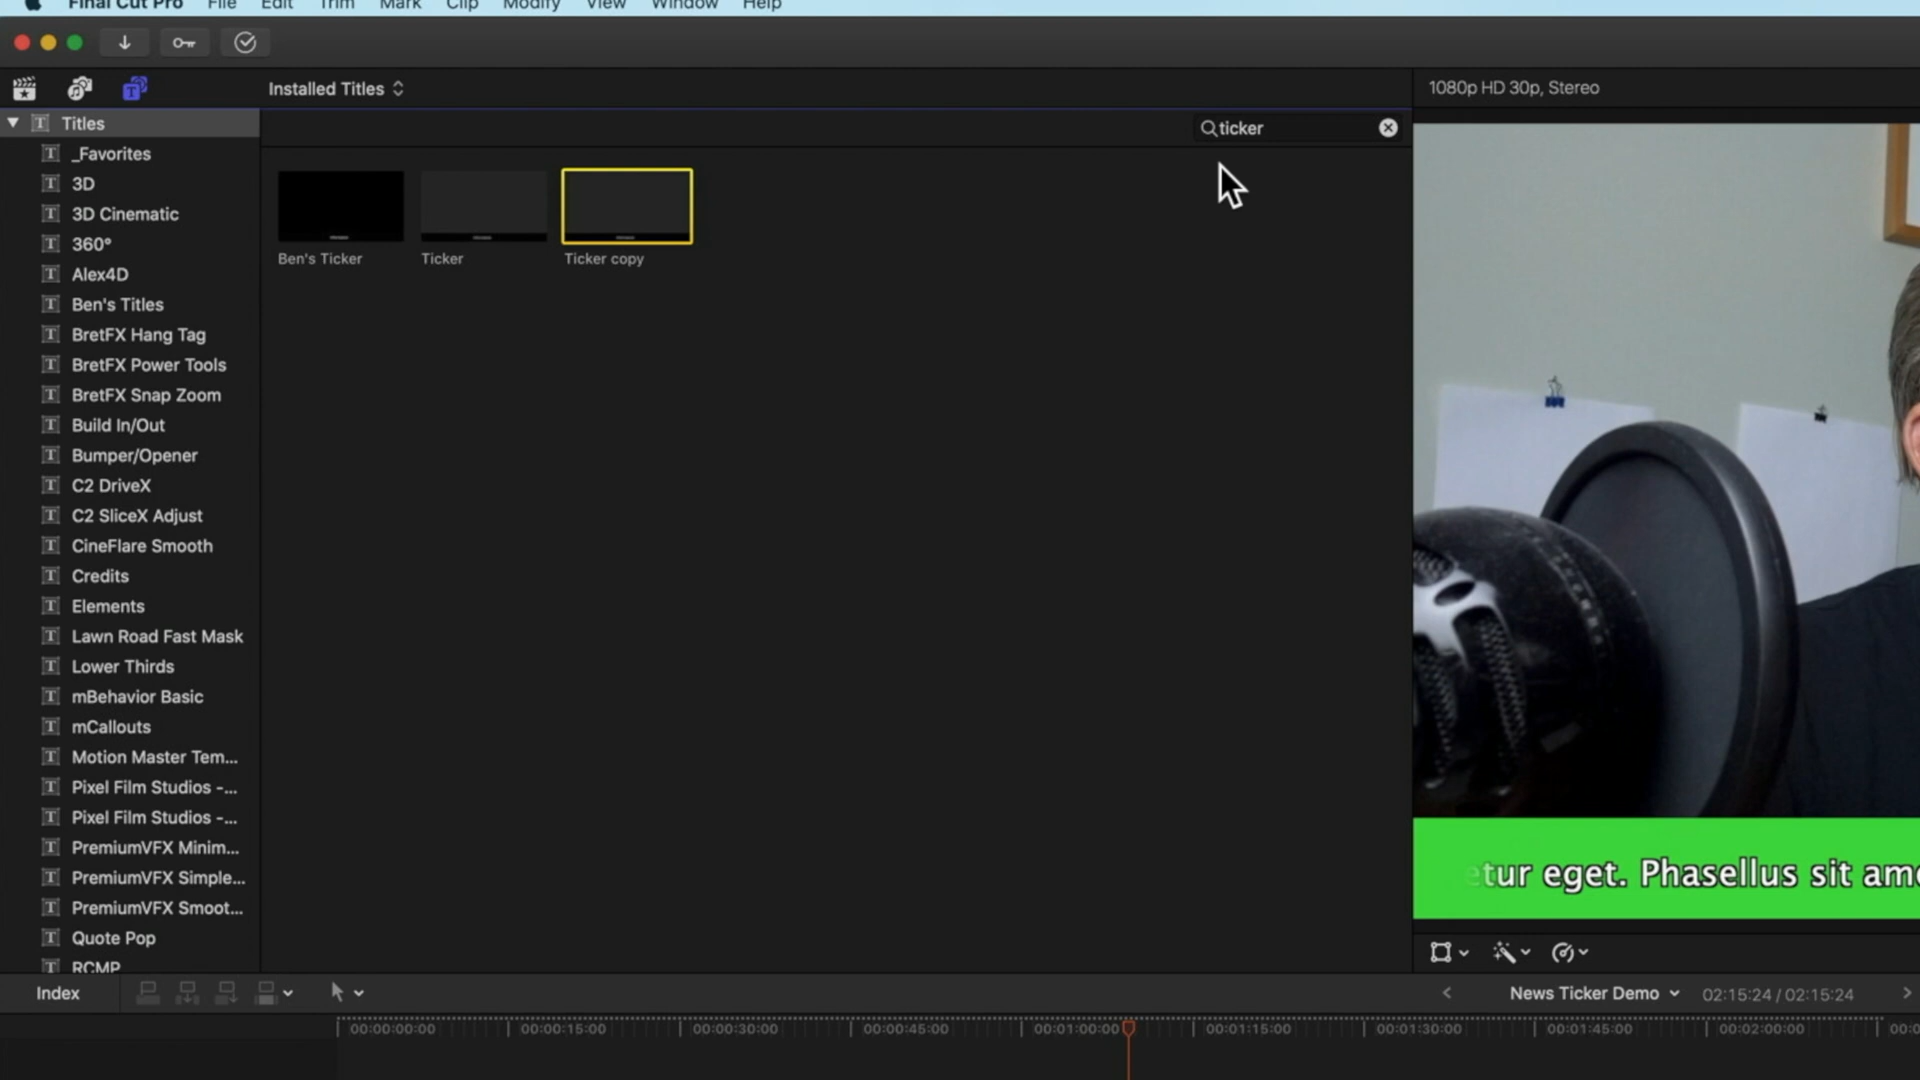 Final Cut Pro File Edit Trim Mark Clip Modify View Window Help
Installed Titles
1080p HD 30p, Stereo
Titles
ticker
_Favorites
3D
3D Cinematic
360°
Alex4D
Ben's Titles
BretFX Hang Tag
BretFX Power Tools
BretFX Snap Zoom
Build In/Out
Bumper/Opener
C2 DriveX
C2 SliceX Adjust
CineFlare Smooth
Credits
Elements
Lawn Road Fast Mask
Lower Thirds
mBehavior Basic
mCallouts
Motion Master Tem...
Pixel Film Studios -...
Pixel Film Studios -...
PremiumVFX Minim...
PremiumVFX Simple...
PremiumVFX Smoot...
Quote Pop
RCMP
Ben's Ticker
Ticker
Ticker copy
etur eget. Phasellus sit ame
Index
News Ticker Demo
02:15:24 / 02:15:24
00:00:00:00
00:00:15:00
00:00:30:00
00:00:45:00
00:01:00:00
00:01:15:00
00:01:30:00
00:01:45:00
00:02:00:00